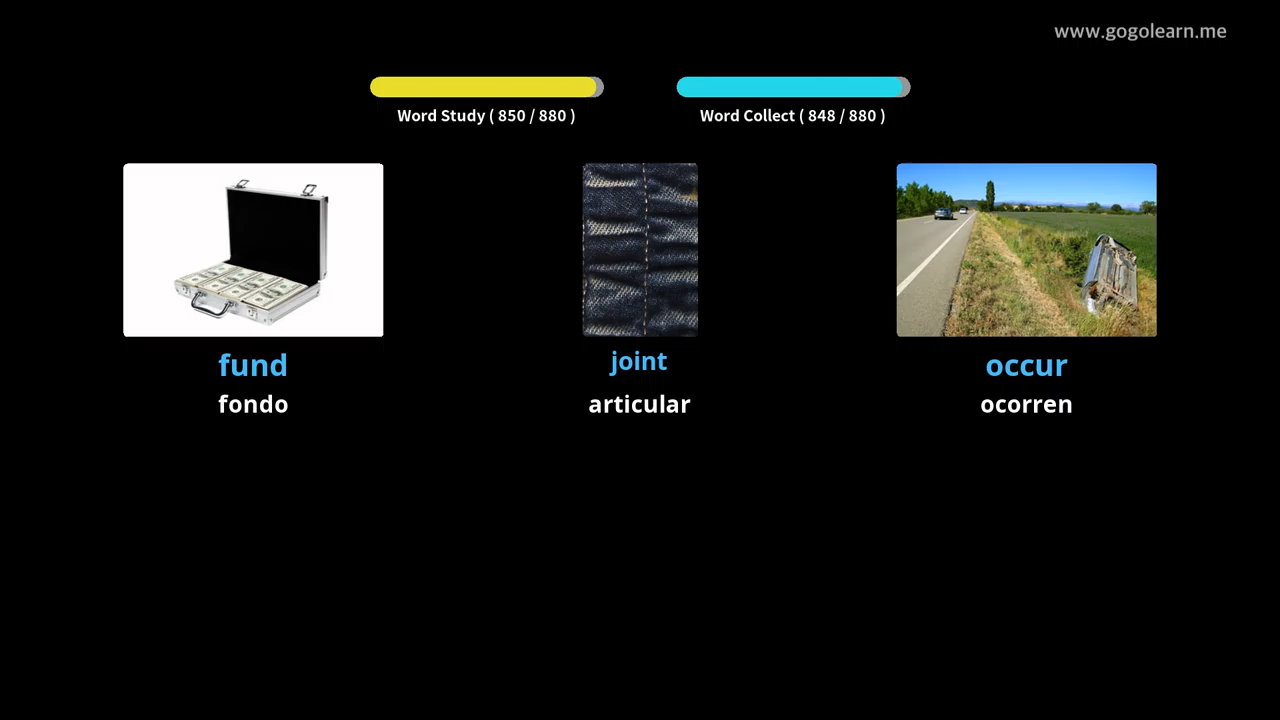 www.gogolearn.me
Word Study ( 850 / 880 )
Word Collect ( 848 / 880 )
fund
fondo
joint
articular
occur
ocorren